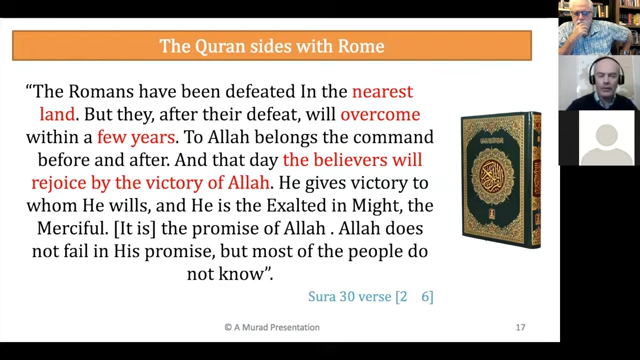 The Quran sides with Rome
“The Romans have been defeated In the nearest
land. But they, after their defeat, will overcome
within a few years. To Allah belongs the command
before and after. And that day the believers will
rejoice by the victory of Allah. He gives victory to
whom He wills, and He is the Exalted in Might, the
Merciful. [It is] the promise of Allah . Allah does
not fail in His promise, but most of the people do
not know”.
Sura 30 verse [2 6]
© A Murad Presentation
17